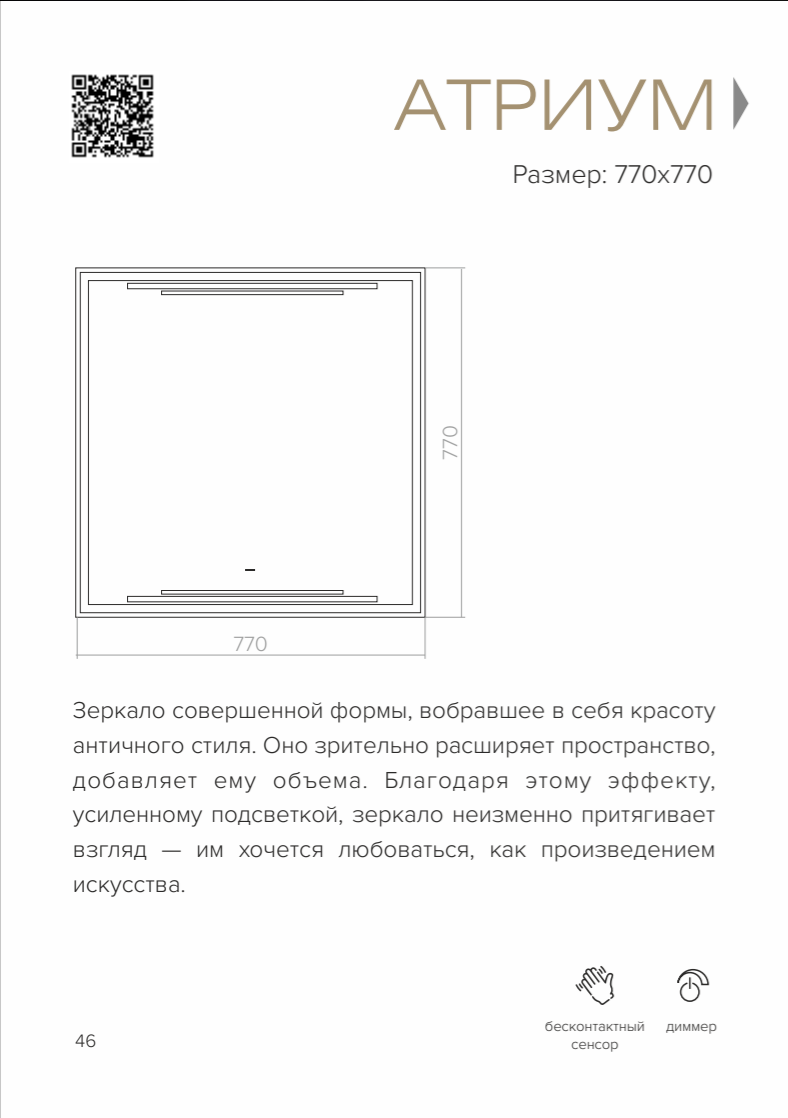 АТРИУМ
Размер: 770х770
770
770
Зеркало совершенной формы, вобравшее в себя красоту
античного стиля. Оно зрительно расширяет пространство,
добавляет ему объема. Благодаря этому эффекту,
усиленному подсветкой, зеркало неизменно притягивает
взгляд — им хочется любоваться, как произведением
искусства.
бесконтактный
сенсор
диммер
46